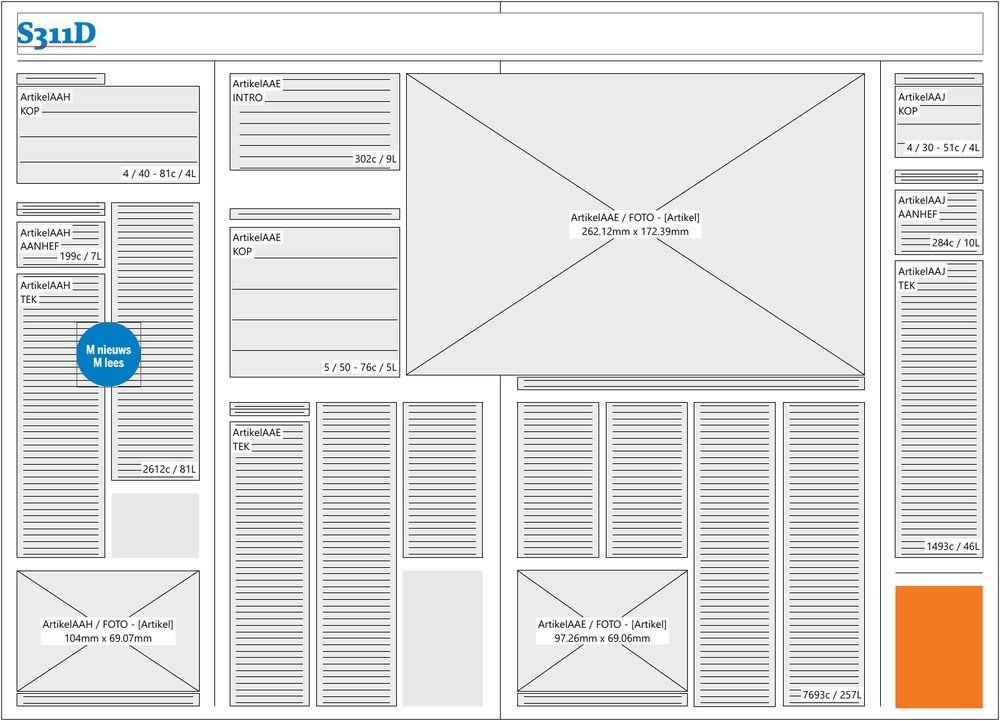 S311D
ArtikelAAH
KOP
4 / 40 - 81c / 4L
ArtikelAAH
AANHEF
199c / 7L
ArtikelAAH
TEK
M nieuws
M lees
2612c / 81L
ArtikelAAH / FOTO - [Artikel]
104mm x 69.07mm
ArtikelAAE
INTRO
302c / 9L
ArtikelAAE
KOP
5 / 50 - 76c / 5L
ArtikelAAE / FOTO - [Artikel]
262.12mm x 172.39mm
ArtikelAAE
TEK
ArtikelAAE / FOTO - [Artikel]
97.26mm x 69.06mm
7693c / 257L
ArtikelAAJ
KOP
4 / 30 - 51c / 4L
ArtikelAAJ
AANHEF
284c / 10L
ArtikelAAJ
TEK
1493c / 46L